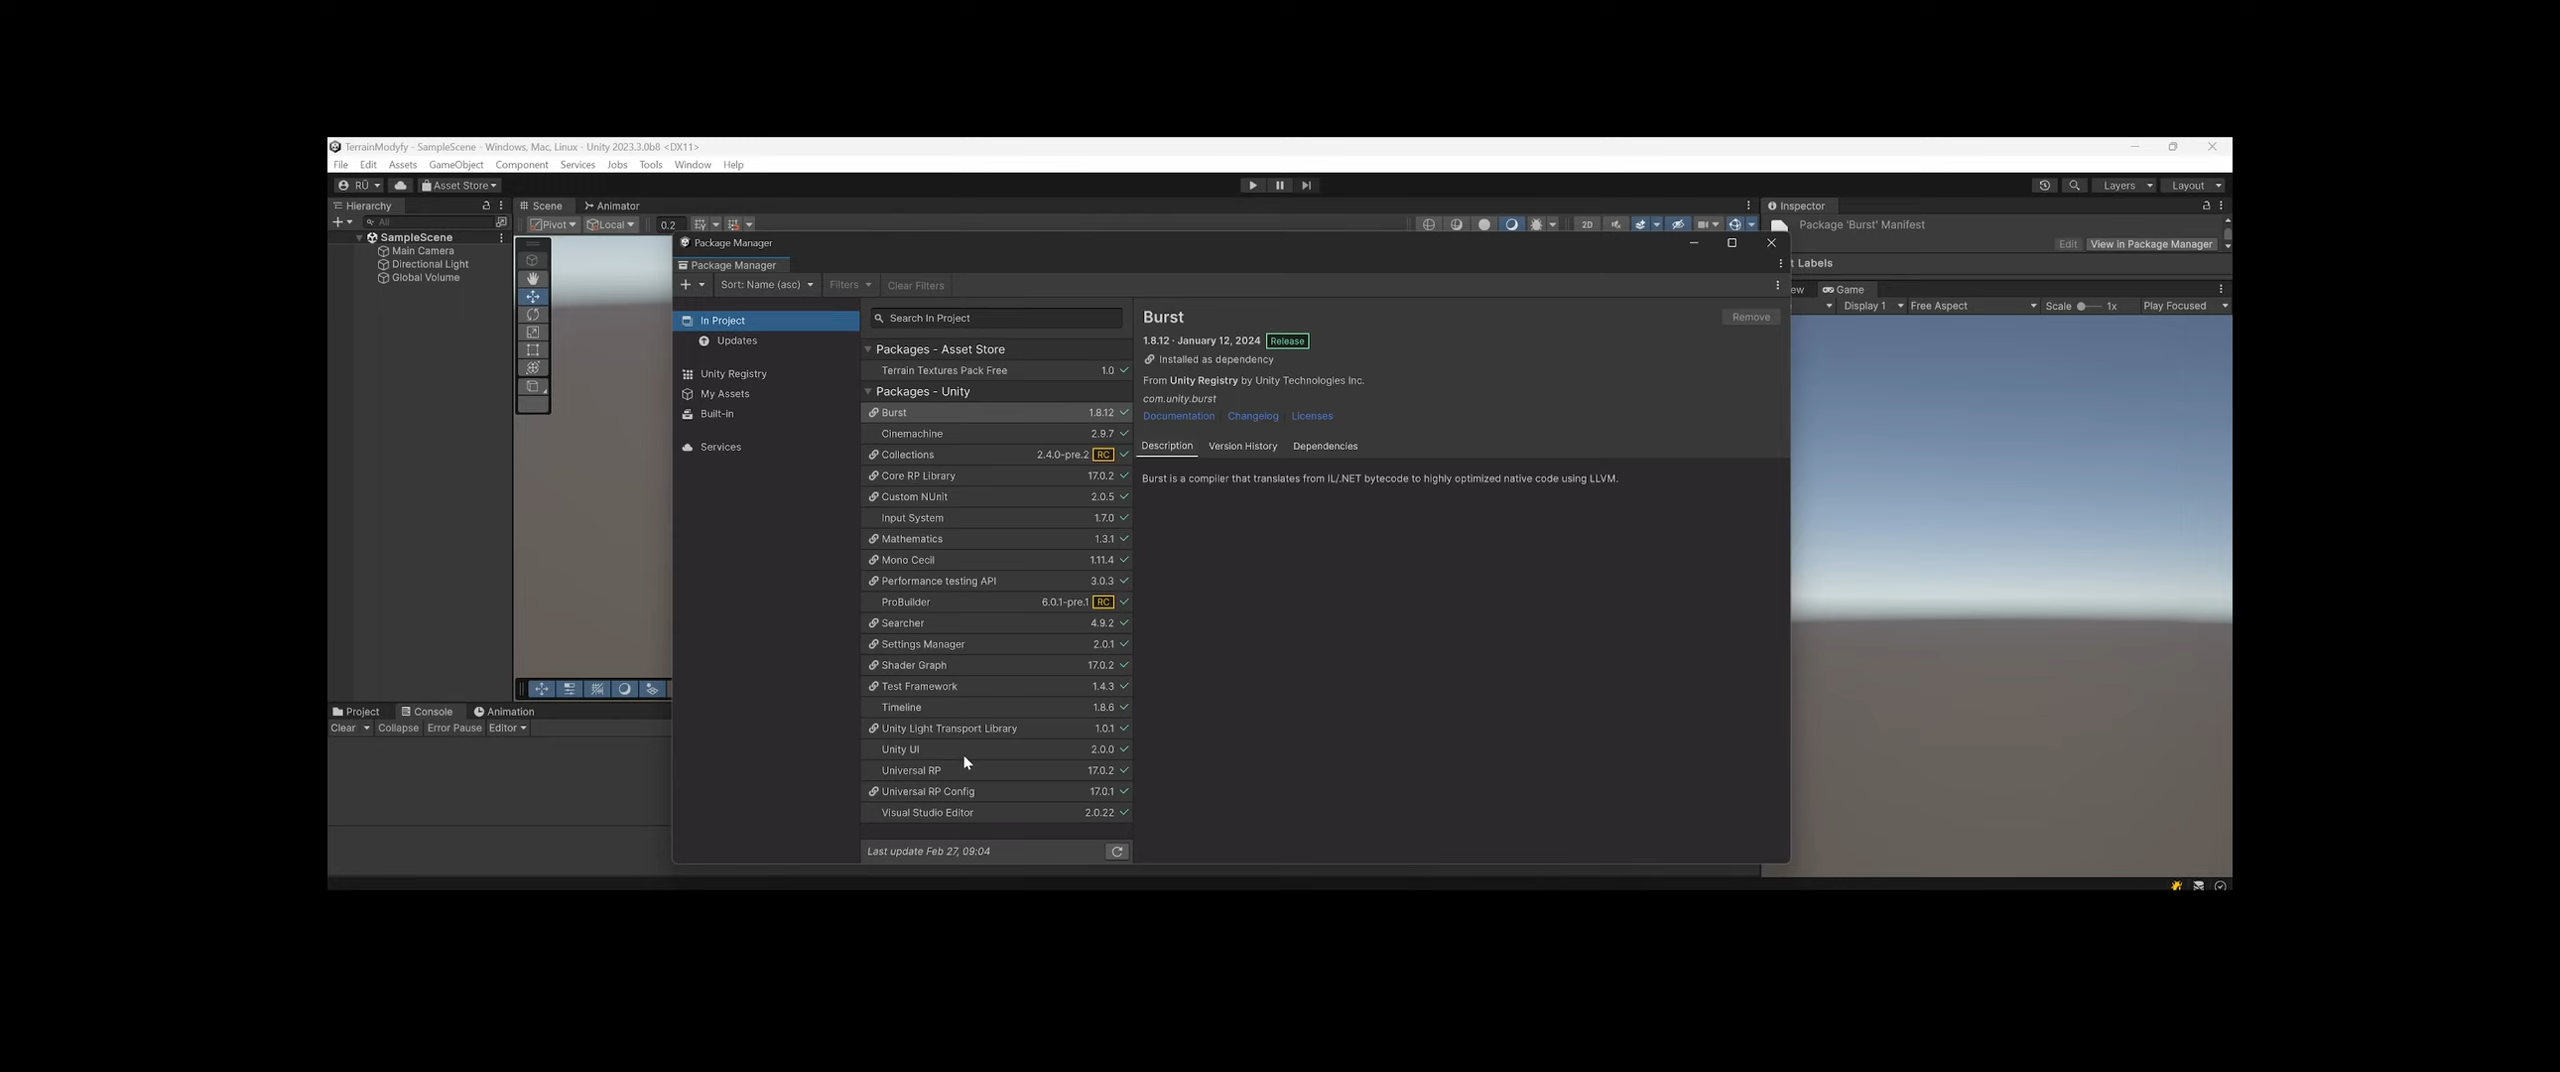 TerrainModyfy - SampleScene - Windows, Mac, Linux - Unity 2023.3.0b8 <DX11>
File Edit Assets GameObject Component Services Jobs Tools Window Help
RÜ Asset Store Layers Layout
Hierarchy Scene Animator Inspector
All Pivot Local 0.2 2D Package 'Burst' Manifest
Edit View in Package Manager
t Labels
SampleScene
Main Camera
Directional Light
Global Volume
Package Manager
Package Manager
Sort: Name (asc) Filters Clear Filters
In Project
Updates
Unity Registry
My Assets
Built-in
Services
Search In Project
Packages - Asset Store
Terrain Textures Pack Free 1.0
Packages - Unity
Burst 1.8.12
Cinemachine 2.9.7
Collections 2.4.0-pre.2 RC
Core RP Library 17.0.2
Custom NUnit 2.0.5
Input System 1.7.0
Mathematics 1.3.1
Mono Cecil 1.11.4
Performance testing API 3.0.3
ProBuilder 6.0.1-pre.1 RC
Searcher 4.9.2
Settings Manager 2.0.1
Shader Graph 17.0.2
Test Framework 1.4.3
Timeline 1.8.6
Unity Light Transport Library 1.0.1
Unity UI 2.0.0
Universal RP 17.0.2
Universal RP Config 17.0.1
Visual Studio Editor 2.0.22
Last update Feb 27, 09:04
Burst Remove
1.8.12 · January 12, 2024 Release
Installed as dependency
From Unity Registry by Unity Technologies Inc.
com.unity.burst
Documentation Changelog Licenses
Description Version History Dependencies
Burst is a compiler that translates from IL/.NET bytecode to highly optimized native code using LLVM.
ew Game
Display 1 Free Aspect Scale 1x Play Focused
Project Console Animation
Clear Collapse Error Pause Editor